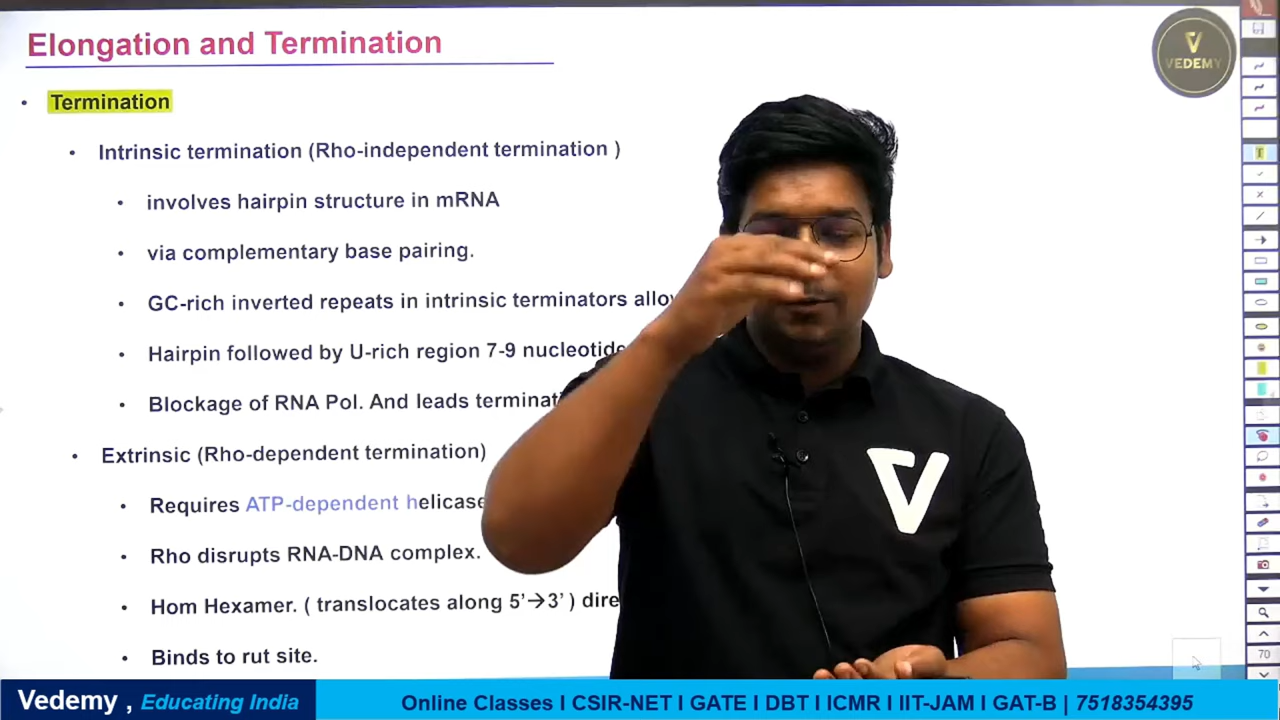 Elongation and Termination
VEDEMY
• Termination
• Intrinsic termination (Rho-independent termination )
• involves hairpin structure in mRNA
• via complementary base pairing.
• GC-rich inverted repeats in intrinsic terminators
• Hairpin followed by U-rich region 7-9
• Blockage of RNA Pol. And leads
• Extrinsic (Rho-dependent termination)
• Requires ATP-dependent helicase
• Rho disrupts RNA-DNA complex.
• Hom Hexamer. ( translocates along 5’→3’ )
• Binds to rut site.
70
Vedemy , Educating India
Online Classes I CSIR-NET I GATE I DBT I ICMR I IIT-JAM I GAT-B | 7518354395